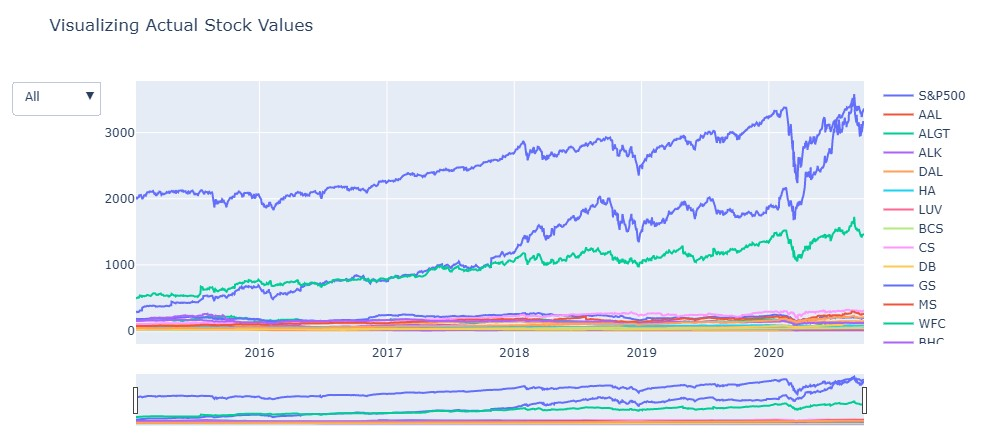 Visualizing Actual Stock Values
All ▼
3000
2000
1000
0
2016 2017 2018 2019 2020
S&P500
AAL
ALGT
ALK
DAL
HA
LUV
BCS
CS
DB
GS
MS
WFC
BHC